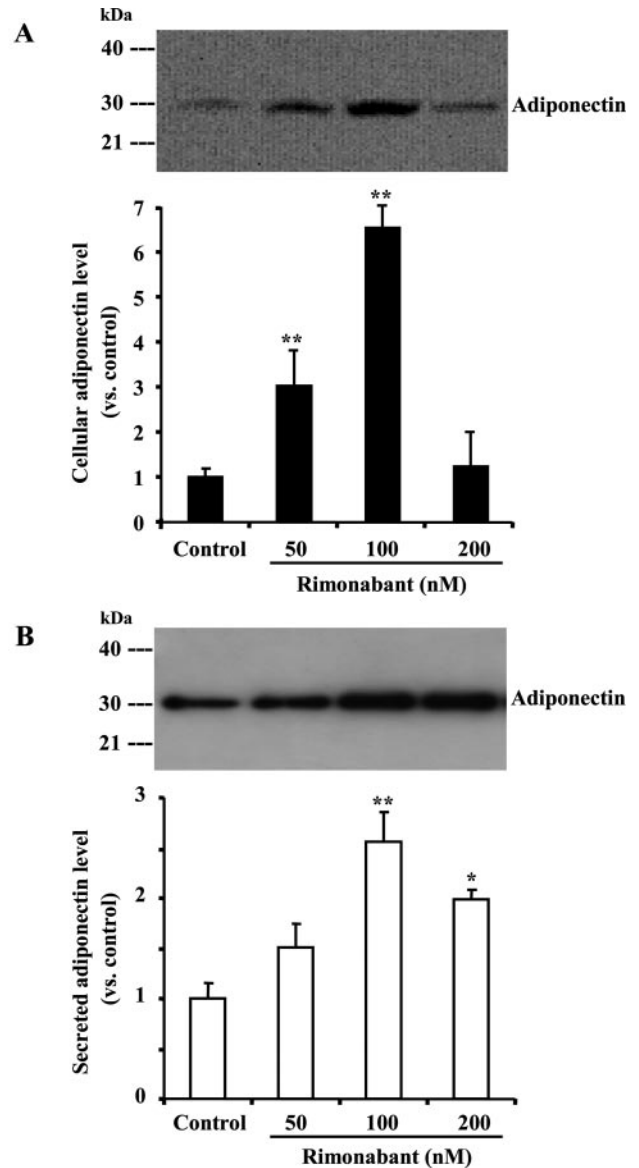 A
kDa
40 ---
30 ---
21 ---
Adiponectin
Cellular adiponectin level
(vs. control)
7
6
5
4
3
2
1
0
**
**
Control 50 100 200
Rimonabant (nM)
B
kDa
40 ---
30 ---
21 ---
Adiponectin
Secreted adiponectin level
(vs. control)
3
2
1
0
**
*
Control 50 100 200
Rimonabant (nM)